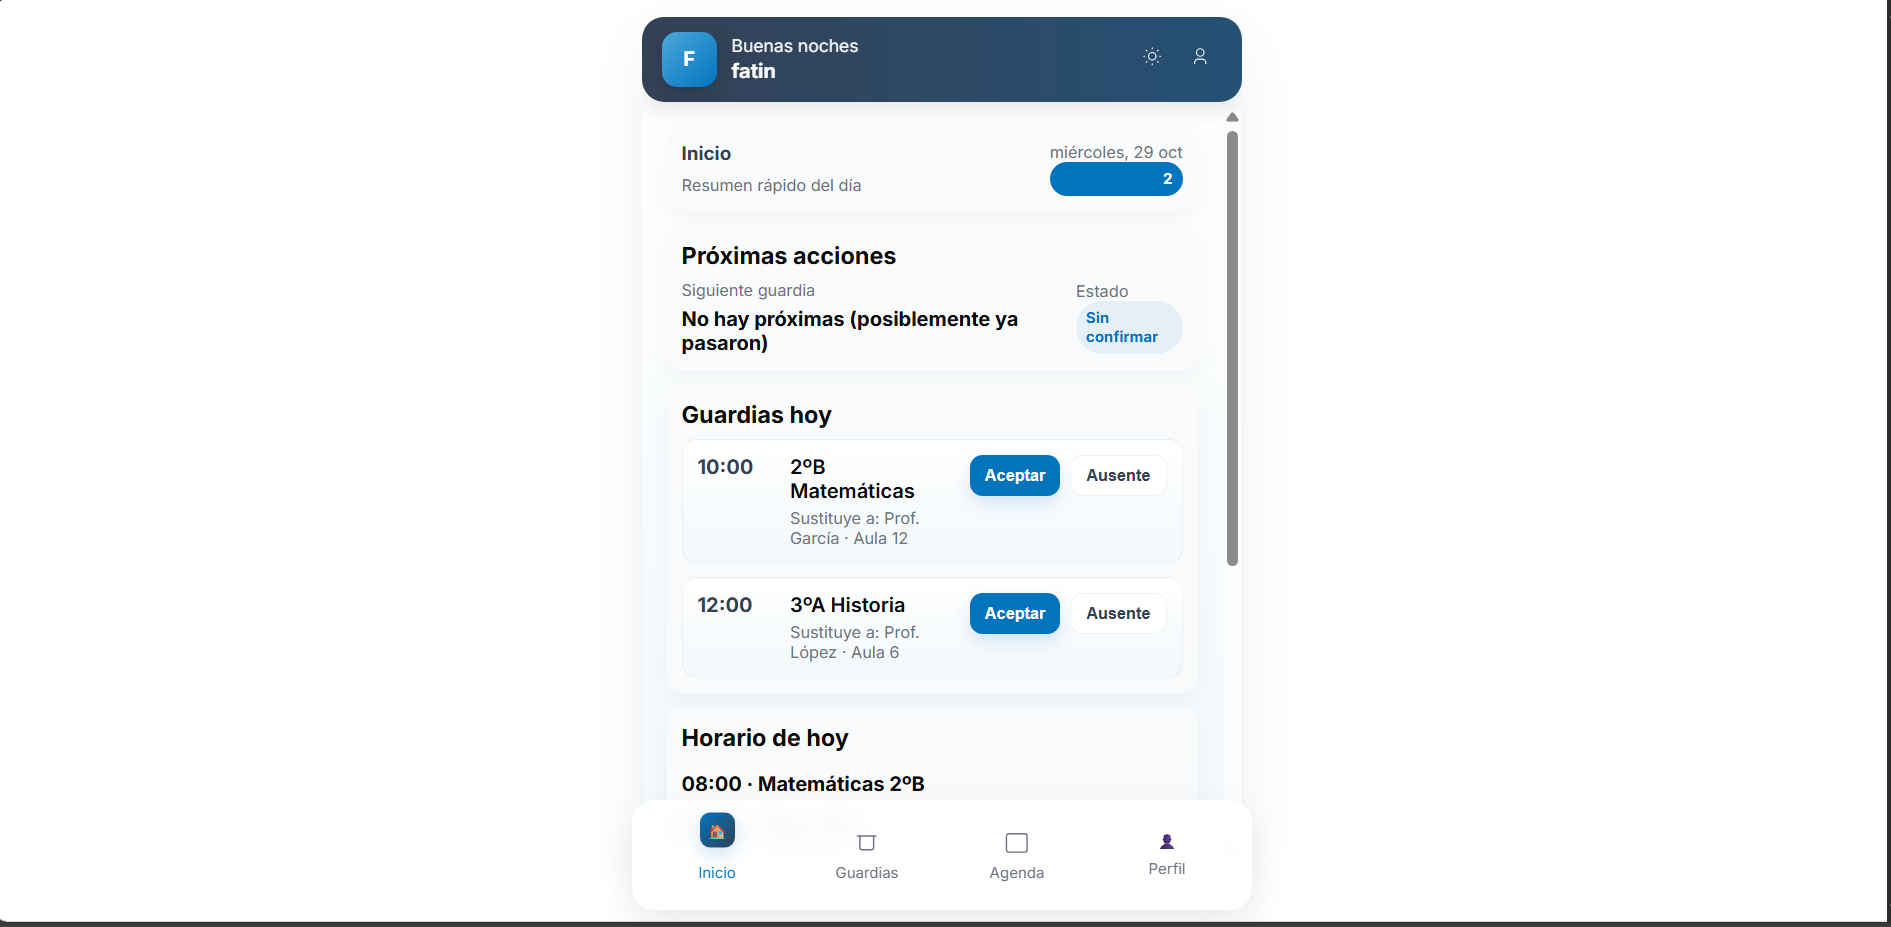 F
Buenas noches
fatin
Inicio
miércoles, 29 oct
Resumen rápido del día
2
Próximas acciones
Siguiente guardia
Estado
No hay próximas (posiblemente ya
pasaron)
Sin
confirmar
Guardias hoy
10:00
2ºB
Matemáticas
Sustituye a: Prof.
García · Aula 12
Aceptar
Ausente
12:00
3ºA Historia
Sustituye a: Prof.
López · Aula 6
Aceptar
Ausente
Horario de hoy
08:00 · Matemáticas 2ºB
Inicio
Guardias
Agenda
Perfil